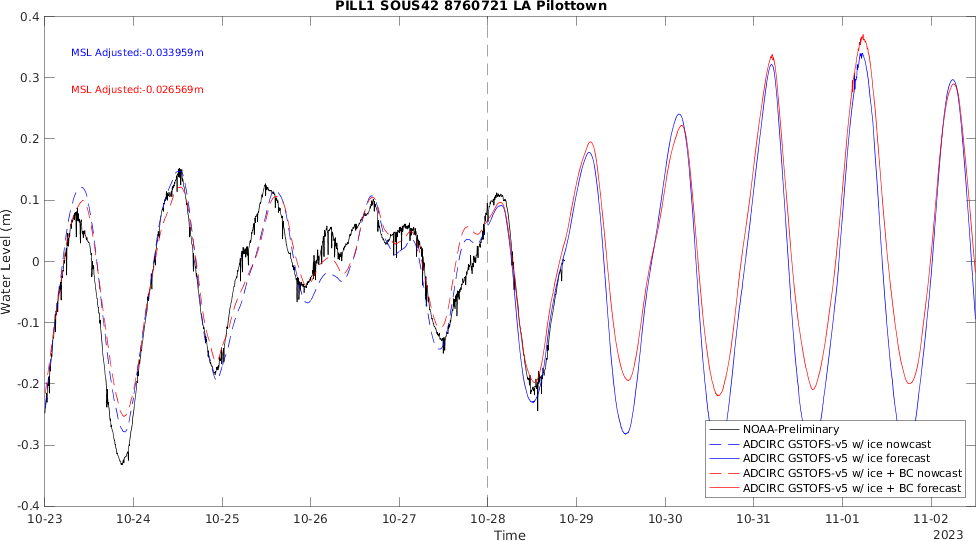 PILL1 SOUS42 8760721 LA Pilottown
MSL Adjusted:-0.033959m
MSL Adjusted:-0.026569m
Water Level (m)
0.4
0.3
0.2
0.1
0
-0.1
-0.2
-0.3
-0.4
NOAA-Preliminary
ADCIRC GSTOFS-v5 w/ ice nowcast
ADCIRC GSTOFS-v5 w/ ice forecast
ADCIRC GSTOFS-v5 w/ ice + BC nowcast
ADCIRC GSTOFS-v5 w/ ice + BC forecast
10-23 10-24 10-25 10-26 10-27 10-28 10-29 10-30 10-31 11-01 11-02
Time
2023